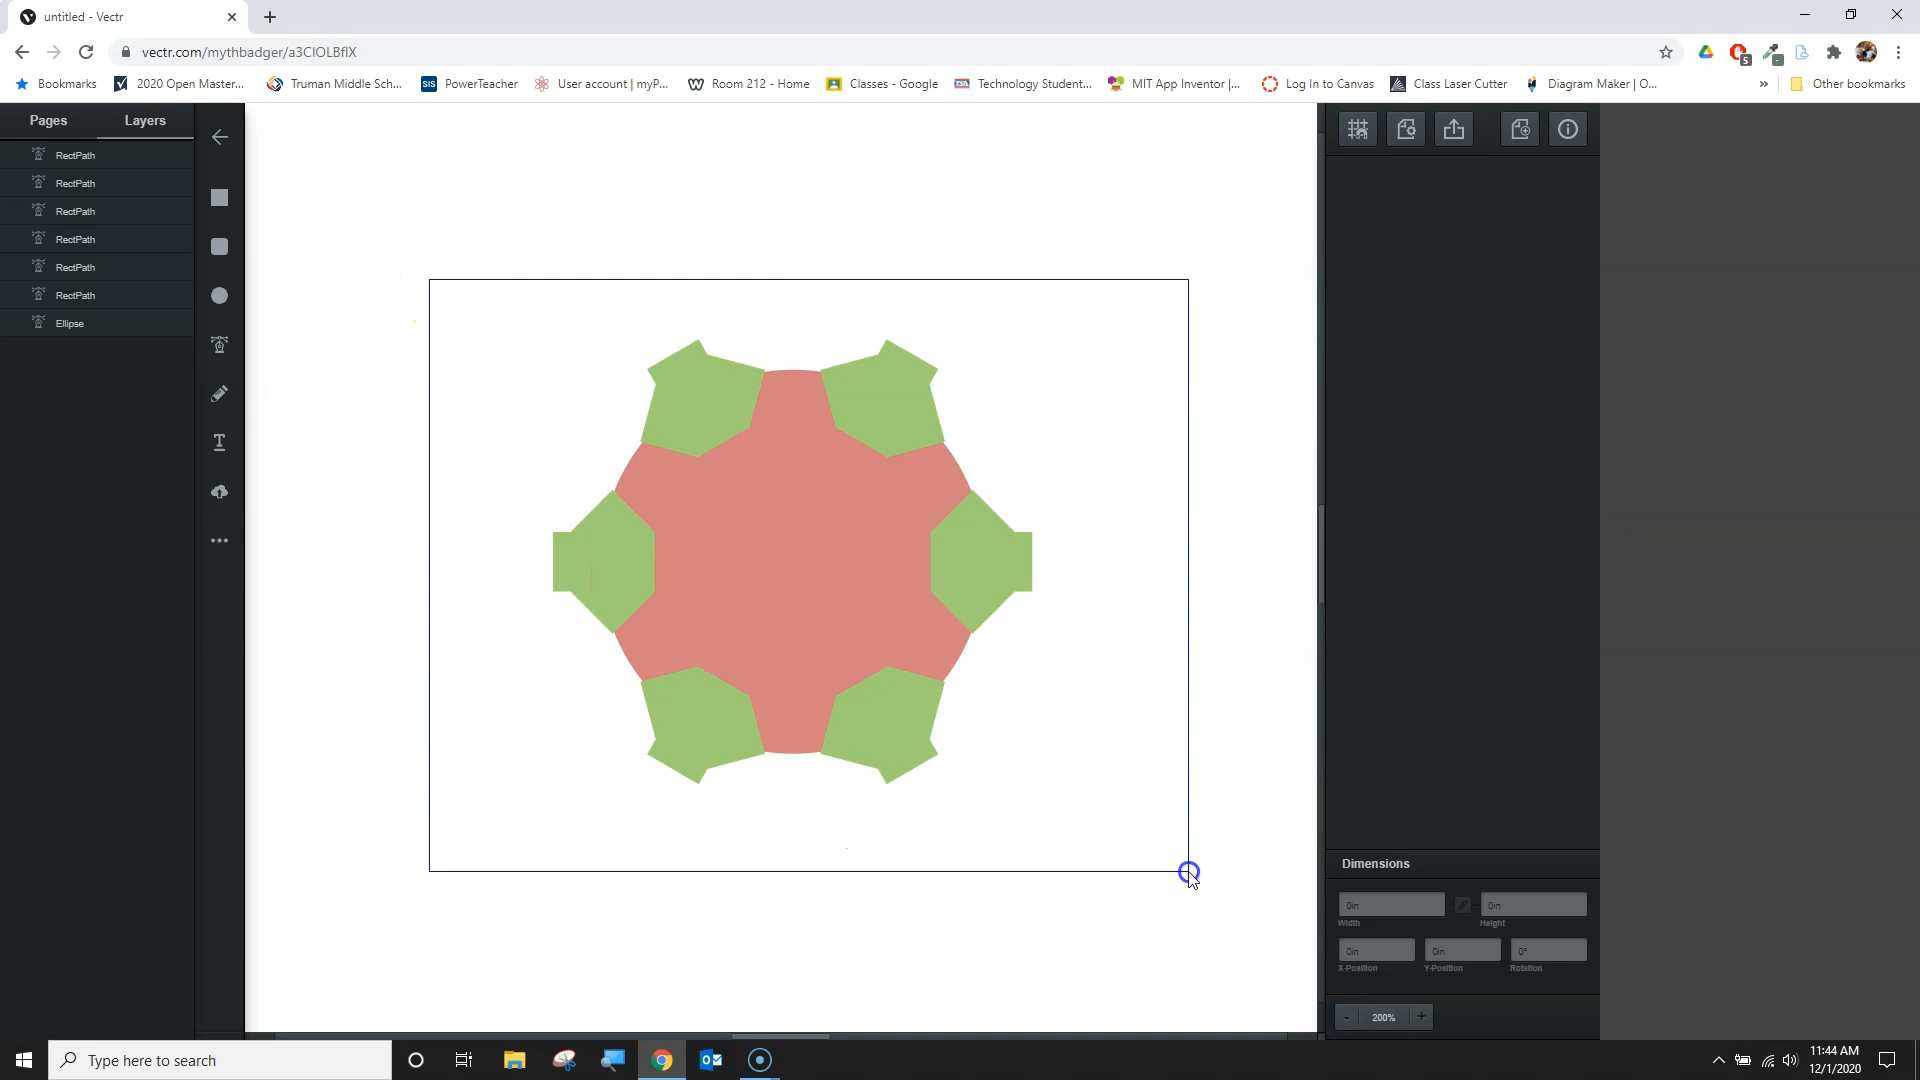 untitled - Vectr
vectr.com/mythbadger/a3CIOLBflX
5
Bookmarks 2020 Open Master... Truman Middle Sch... SIS PowerTeacher User account | myP... Room 212 - Home Classes - Google Technology Student... MIT App Inventor |... Log In to Canvas Class Laser Cutter Diagram Maker | O... » Other bookmarks
Pages Layers
RectPath
RectPath
RectPath
RectPath
RectPath
RectPath
Ellipse
T
Dimensions
0in 0in
Width Height
0in 0in 0°
X-Position Y-Position Rotation
- 200% +
Type here to search
11:44 AM
12/1/2020